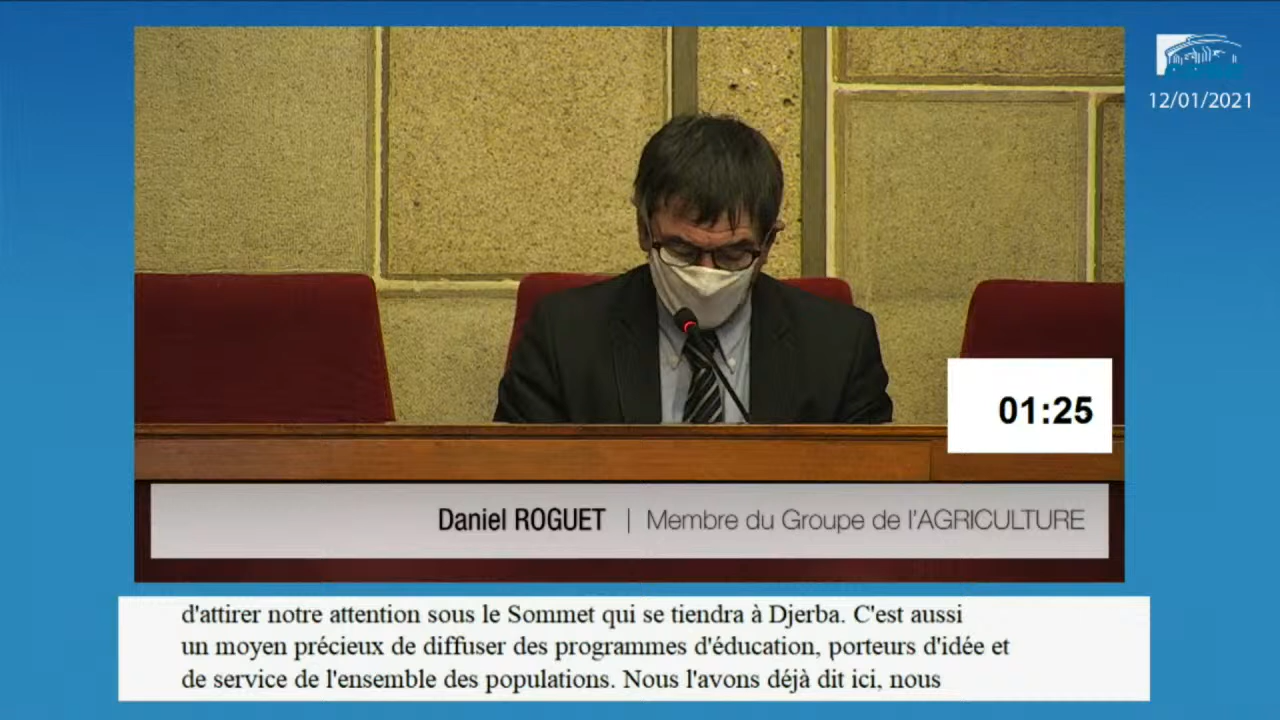 12/01/2021
01:25
Daniel ROGUET | Membre du Groupe de l'AGRICULTURE
d'attirer notre attention sous le Sommet qui se tiendra à Djerba. C'est aussi
un moyen précieux de diffuser des programmes d'éducation, porteurs d'idée et
de service de l'ensemble des populations. Nous l'avons déjà dit ici, nous